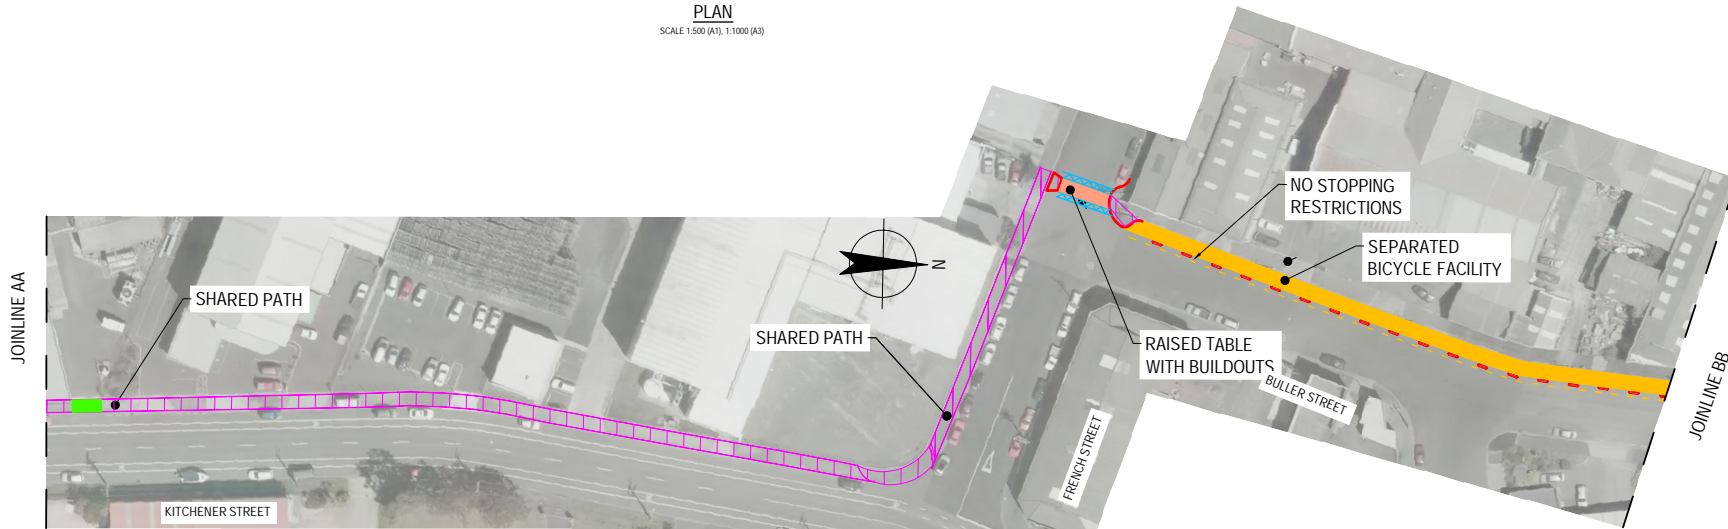 PLAN
SCALE 1:500 (A1), 1:1000 (A3)
JOINLINE AA
SHARED PATH
KITCHENER STREET
SHARED PATH
N
FRENCH STREET
NO STOPPING
RESTRICTIONS
SEPARATED
BICYCLE FACILITY
RAISED TABLE
WITH BUILDOUTS
BULLER STREET
JOINLINE BB